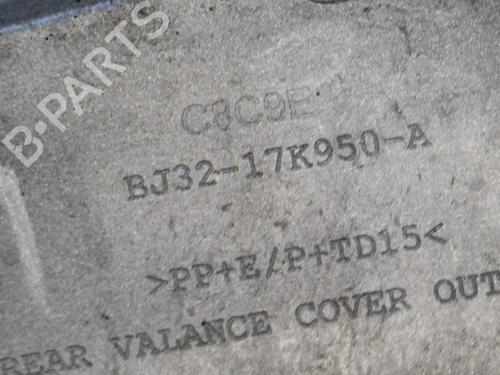 B-PARTS
C8C9E
BJ32-17K950-A
>PP+E/P+TD15<
REAR VALANCE COVER OUT